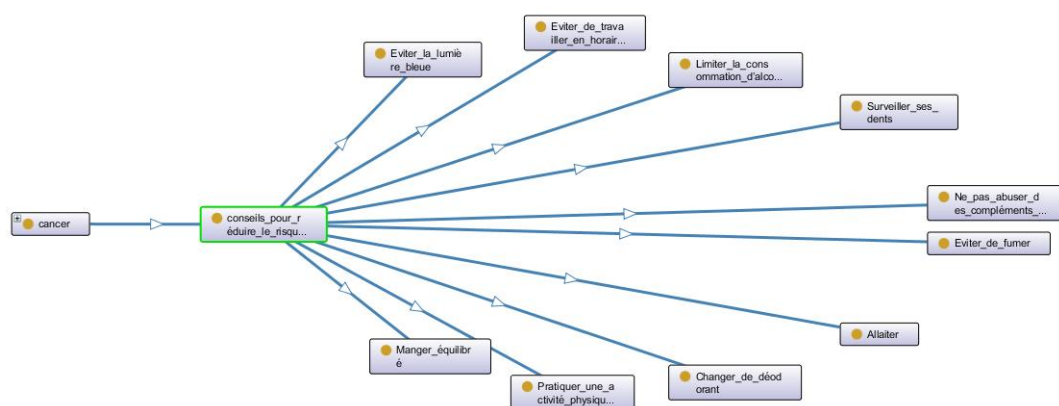 Eviter_de_trava
iller_en_horair...
Eviter_la_lumiè
re_bleue
Limiter_la_cons
ommation_d'alco...
Surveiller_ses_
dents
Ne_pas_abuser_d
es_compléments_...
cancer
conseils_pour_r
éduire_le_risqu...
Eviter_de_fumer
Allaiter
Manger_équilibr
é
Changer_de_déod
orant
Pratiquer_une_a
ctivité_physiqu...